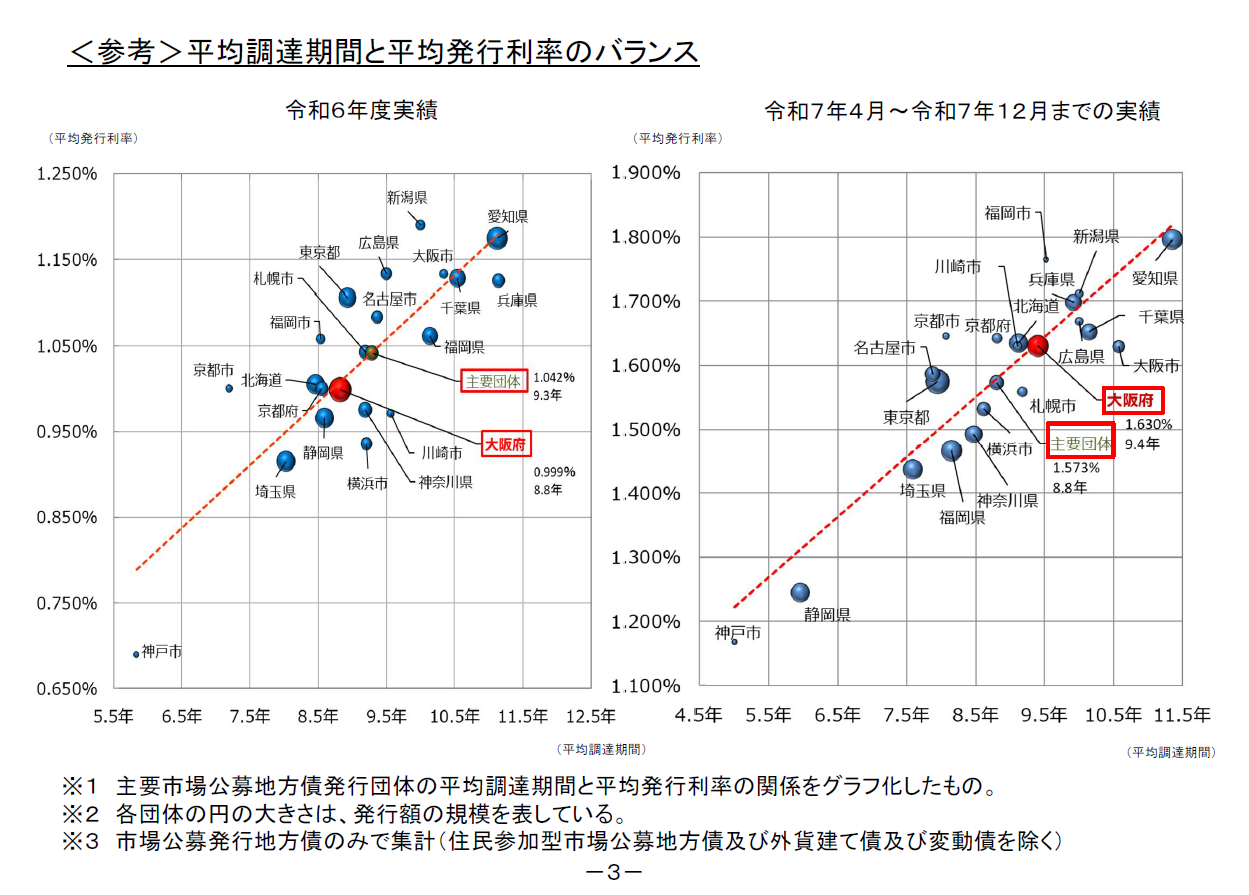 ＜参考＞平均調達期間と平均発行利率のバランス
令和６年度実績
（平均発行利率）
1.250%
1.150%
1.050%
0.950%
0.850%
0.750%
0.650%
新潟県
愛知県
広島県
東京都
大阪市
札幌市
名古屋市
千葉県
兵庫県
福岡市
福岡県
京都市
北海道
主要団体
1.042%
9.3年
京都府
大阪府
静岡県
川崎市
0.999%
8.8年
埼玉県
横浜市
神奈川県
神戸市
5.5年 6.5年 7.5年 8.5年 9.5年 10.5年 11.5年 12.5年
（平均調達期間）
令和７年４月～令和７年１２月までの実績
（平均発行利率）
1.900%
1.800%
1.700%
1.600%
1.500%
1.400%
1.300%
1.200%
1.100%
福岡市
新潟県
川崎市
兵庫県
愛知県
北海道
京都市
京都府
千葉県
名古屋市
広島県
大阪市
東京都
札幌市
大阪府
1.630%
9.4年
横浜市
主要団体
1.573%
8.8年
埼玉県
神奈川県
福岡県
静岡県
神戸市
4.5年 5.5年 6.5年 7.5年 8.5年 9.5年 10.5年 11.5年
（平均調達期間）
※１ 主要市場公募地方債発行団体の平均調達期間と平均発行利率の関係をグラフ化したもの。
※２ 各団体の円の大きさは、発行額の規模を表している。
※３ 市場公募発行地方債のみで集計（住民参加型市場公募地方債及び外貨建て債及び変動債を除く）
－３－